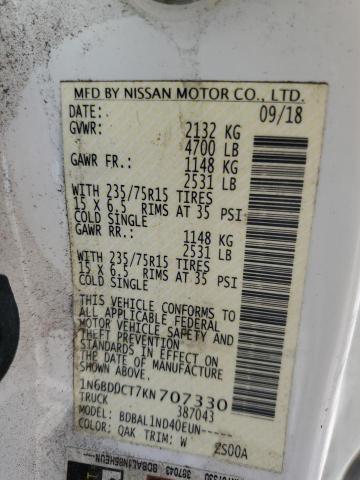 MFD BY NISSAN MOTOR CO., LTD.
DATE: 09/18
GVWR: 2132 KG
4700 LB
GAWR FR.: 1148 KG
2531 LB
WITH 235/75R15 TIRES
15 X 6.5 RIMS AT 35 PSI
COLD SINGLE
GAWR RR.: 1148 KG
2531 LB
WITH 235/75R15 TIRES
15 X 6.5 RIMS AT 35 PSI
COLD SINGLE
THIS VEHICLE CONFORMS TO
ALL APPLICABLE FEDERAL
MOTOR VEHICLE SAFETY AND
THEFT PREVENTION
STANDARDS IN EFFECT ON
THE DATE OF MANUFACTURE
SHOWN ABOVE.
1N6BD0CT7KN707330
TRUCK 387043
MODEL: BDBAL1ND40EUN-----
COLOR: QAK TRIM: W 2S00A
387043